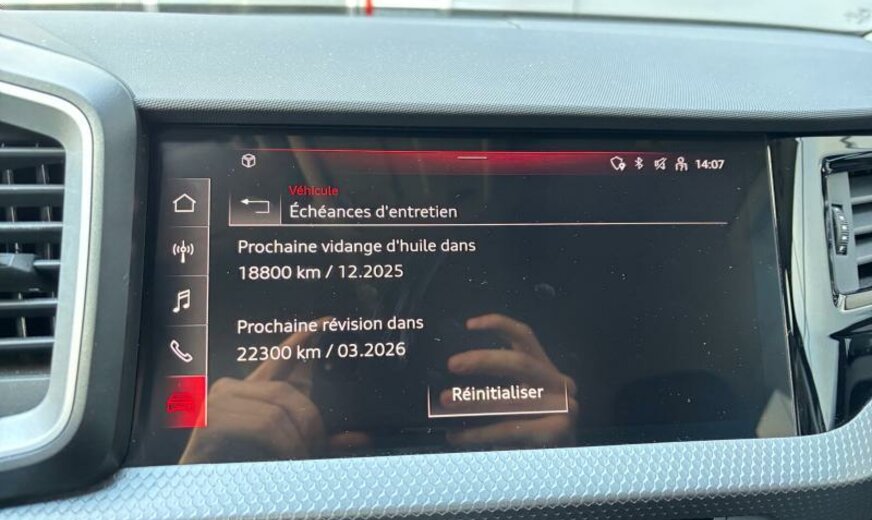 14:07
Véhicule
Échéances d'entretien
Prochaine vidange d'huile dans
18800 km / 12.2025
Prochaine révision dans
22300 km / 03.2026
Réinitialiser